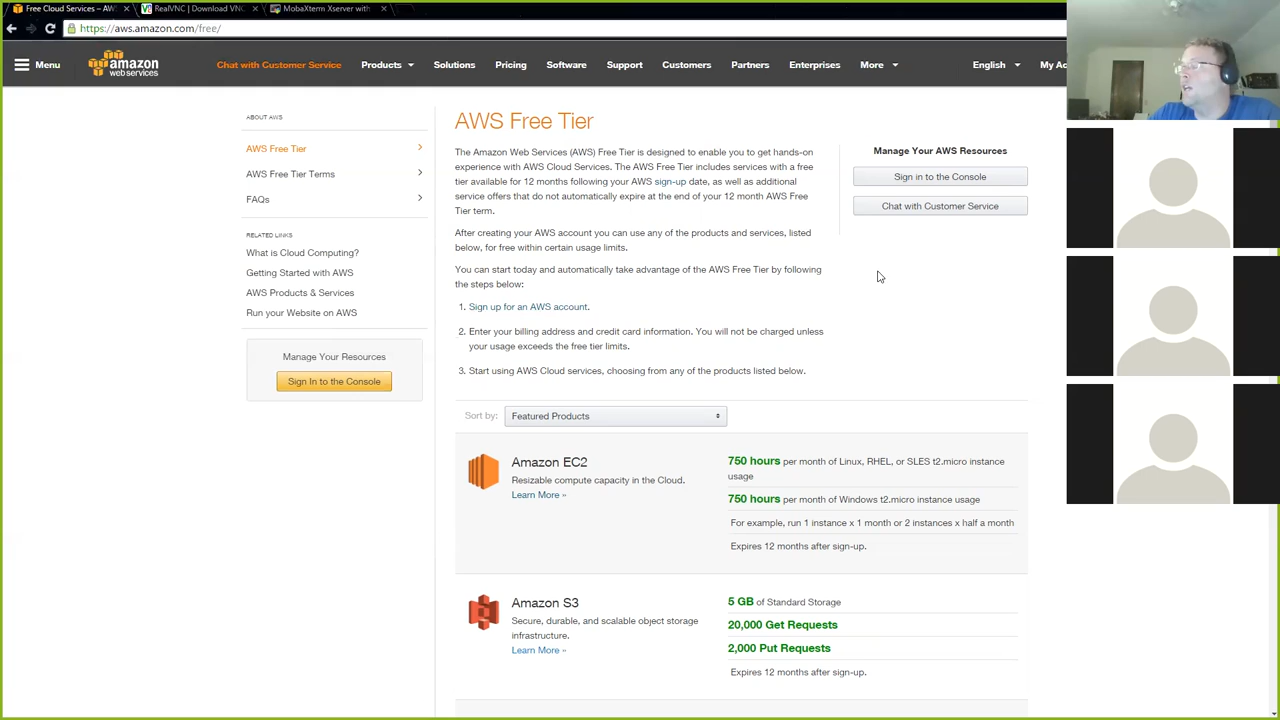 Free Cloud Services – AW
RealVNC | Download VNC
MobaXterm Xserver with
https://aws.amazon.com/free/
Menu
amazon
web services
Chat with Customer Service
Products
Solutions
Pricing
Software
Support
Customers
Partners
Enterprises
More
English
My Ac
ABOUT AWS
AWS Free Tier
AWS Free Tier Terms
FAQs
RELATED LINKS
What is Cloud Computing?
Getting Started with AWS
AWS Products & Services
Run your Website on AWS
Manage Your Resources
Sign In to the Console
AWS Free Tier
The Amazon Web Services (AWS) Free Tier is designed to enable you to get hands-on
experience with AWS Cloud Services. The AWS Free Tier includes services with a free
tier available for 12 months following your AWS sign-up date, as well as additional
service offers that do not automatically expire at the end of your 12 month AWS Free
Tier term.
After creating your AWS account you can use any of the products and services, listed
below, for free within certain usage limits.
You can start today and automatically take advantage of the AWS Free Tier by following
the steps below:
1. Sign up for an AWS account.
2. Enter your billing address and credit card information. You will not be charged unless
your usage exceeds the free tier limits.
3. Start using AWS Cloud services, choosing from any of the products listed below.
Manage Your AWS Resources
Sign in to the Console
Chat with Customer Service
Sort by: Featured Products
Amazon EC2
Resizable compute capacity in the Cloud.
Learn More »
750 hours per month of Linux, RHEL, or SLES t2.micro instance
usage
750 hours per month of Windows t2.micro instance usage
For example, run 1 instance x 1 month or 2 instances x half a month
Expires 12 months after sign-up.
Amazon S3
Secure, durable, and scalable object storage
infrastructure.
Learn More »
5 GB of Standard Storage
20,000 Get Requests
2,000 Put Requests
Expires 12 months after sign-up.